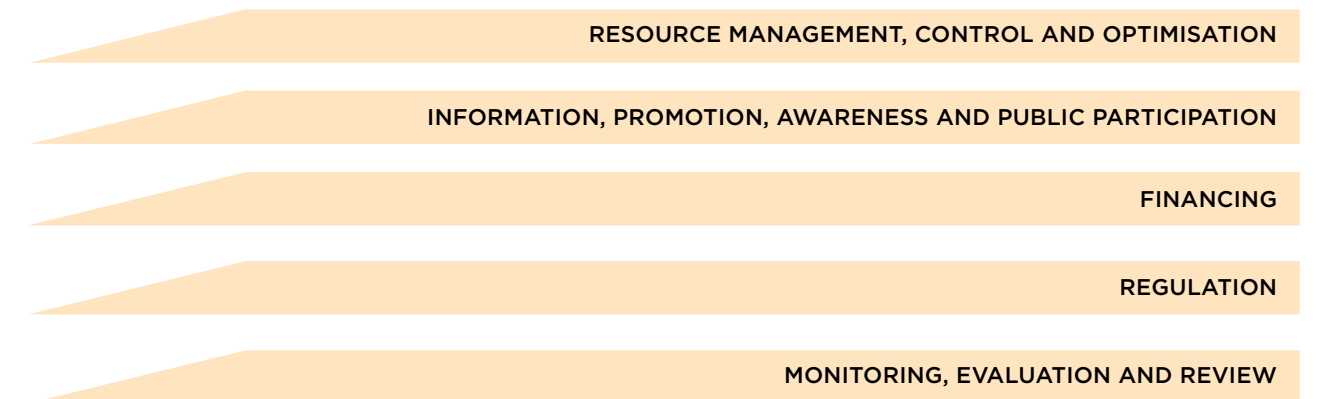 RESOURCE MANAGEMENT, CONTROL AND OPTIMISATION
INFORMATION, PROMOTION, AWARENESS AND PUBLIC PARTICIPATION
FINANCING
REGULATION
MONITORING, EVALUATION AND REVIEW